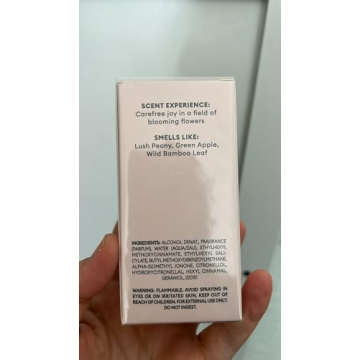 SCENT EXPERIENCE:
Carefree joy in a field of
blooming flowers
SMELLS LIKE:
Lush Peony, Green Apple,
Wild Bamboo Leaf
INGREDIENTS: ALCOHOL DENAT., FRAGRANCE
(PARFUM), WATER (AQUA/EAU), ETHYLHEXYL
METHOXYCINNAMATE, ETHYLHEXYL SALI-
CYLATE, BUTYL METHOXYDIBENZOYLMETHANE,
ALPHA-ISOMETHYL IONONE, CITRONELLOL,
HYDROXYCITRONELLAL, HEXYL CINNAMAL,
GERANIOL
WARNING: FLAMMABLE. AVOID SPRAYING IN
EYES OR ON IRRITATED SKIN. KEEP OUT OF
REACH OF CHILDREN. FOR EXTERNAL USE ONLY.
DO NOT INGEST.